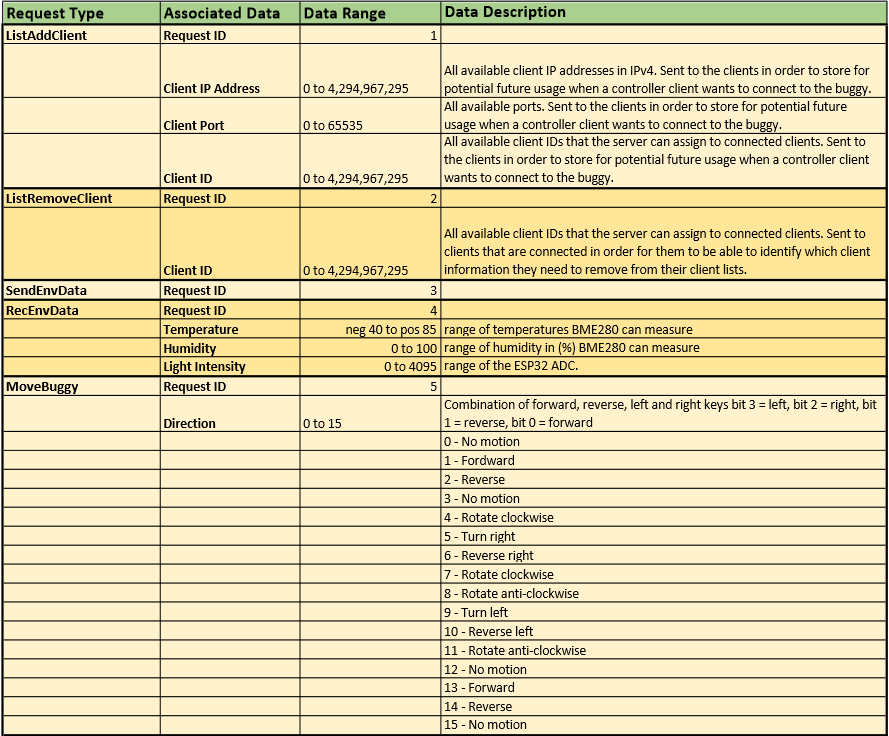 Request Type Associated Data Data Range Data Description
ListAddClient Request ID 1
All available client IP addresses in IPv4. Sent to the clients in order to store for
Client IP Address 0 to 4,294,967,295 potential future usage when a controller client wants to connect to the buggy.
All available ports. Sent to the clients in order to store for potential future
Client Port 0 to 65535 usage when a controller client wants to connect to the buggy.
All available client IDs that the server can assign to connected clients. Sent to
the clients in order to store for potential future usage when a controller client
Client ID 0 to 4,294,967,295 wants to connect to the buggy.
ListRemoveClient Request ID 2
All available client IDs that the server can assign to connected clients. Sent to
clients that are connected in order for them to be able to identify which client
Client ID 0 to 4,294,967,295 information they need to remove from their client lists.
SendEnvData Request ID 3
RecEnvData Request ID 4
Temperature neg 40 to pos 85 range of temperatures BME280 can measure
Humidity 0 to 100 range of humidity in (%) BME280 can measure
Light Intensity 0 to 4095 range of the ESP32 ADC.
MoveBuggy Request ID 5
Combination of forward, reverse, left and right keys bit 3 = left, bit 2 = right, bit
Direction 0 to 15 1 = reverse, bit 0 = forward
0 - No motion
1 - Fordward
2 - Reverse
3 - No motion
4 - Rotate clockwise
5 - Turn right
6 - Reverse right
7 - Rotate clockwise
8 - Rotate anti-clockwise
9 - Turn left
10 - Reverse left
11 - Rotate anti-clockwise
12 - No motion
13 - Forward
14 - Reverse
15 - No motion